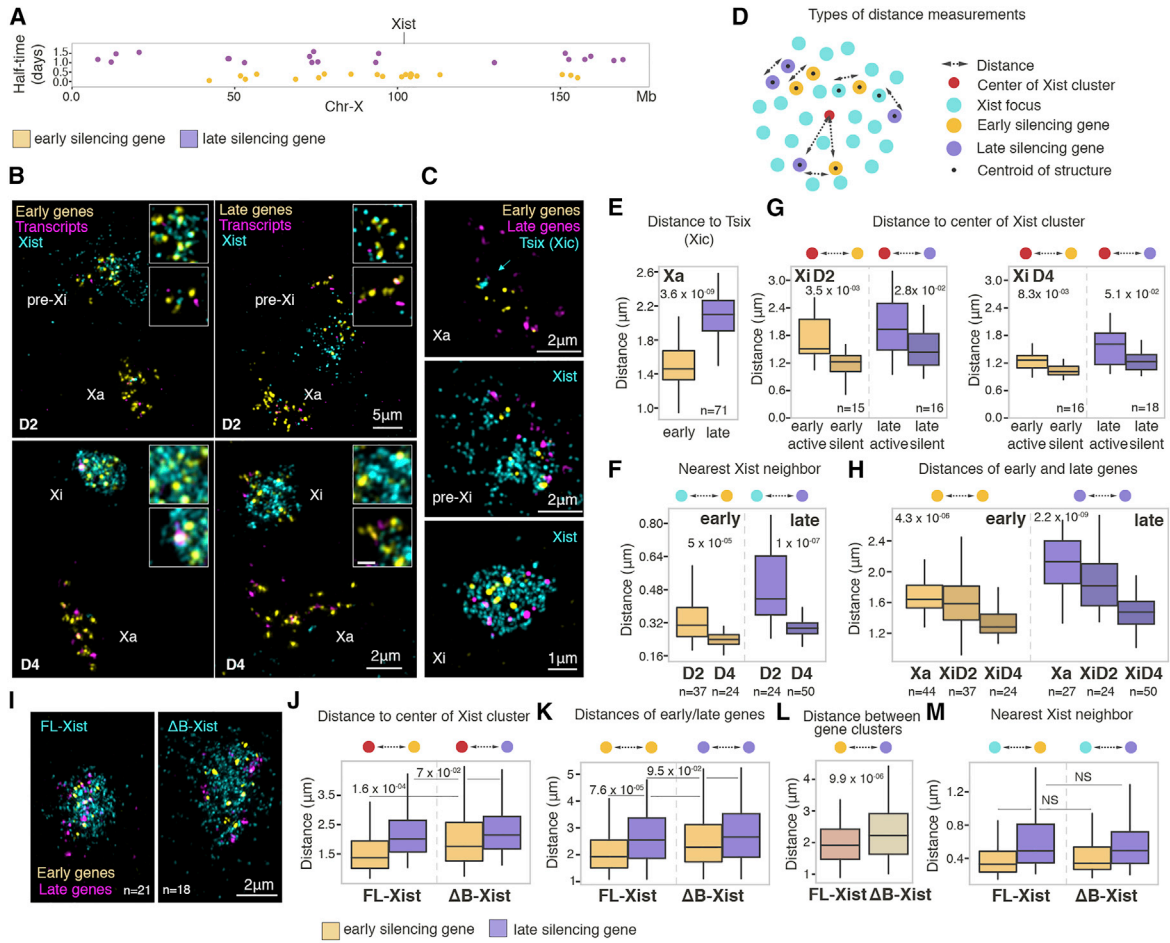 A
Xist
Half-time
(days)
1.5
1.0
0.5
0.0
0.0
50
100
150
Mb
Chr-X
early silencing gene
late silencing gene
B
Early genes
Transcripts
Xist
pre-Xi
Xa
D2
Late genes
Transcripts
Xist
pre-Xi
Xa
D2
5µm
Xi
Xa
D4
Xi
Xa
D4
2µm
C
Early genes
Late genes
Tsix (Xic)
Xa
2µm
Xist
pre-Xi
2µm
Xist
Xi
1µm
D
Types of distance measurements
Distance
Center of Xist cluster
Xist focus
Early silencing gene
Late silencing gene
Centroid of structure
E
Distance to Tsix
(Xic)
Xa
3.6 x 10-09
Distance (µm)
2.6
2.2
1.8
1.4
1.0
n=71
early
late
G
Distance to center of Xist cluster
Xi D2
3.5 x 10-03
2.8x 10-02
Distance (µm)
3.0
2.4
1.8
1.2
0.6
0.0
n=15
n=16
early
active
early
silent
late
active
late
silent
Xi D4
8.3x 10-03
5.1 x 10-02
Distance (µm)
3.0
2.4
1.8
1.2
0.6
0.0
n=16
n=18
early
active
early
silent
late
active
late
silent
F
Nearest Xist neighbor
early
late
5 x 10-05
1 x 10-07
Distance (µm)
0.80
0.64
0.48
0.32
0.16
D2
D4
D2
D4
n=37
n=24
n=24
n=50
H
Distances of early and late genes
4.3 x 10-08
early
2.2 x 10-09
late
Distance (µm)
2.4
2.0
1.6
1.2
Xa
XiD2
XiD4
Xa
XiD2
XiD4
n=44
n=37
n=24
n=27
n=24
n=50
I
FL-Xist
ΔB-Xist
Early genes
Late genes
n=21
n=18
2µm
J
Distance to center of Xist cluster
7 x 10-02
1.6 x 10-04
Distance (µm)
3.5
2.5
1.5
FL-Xist
ΔB-Xist
K
Distances of early/late genes
9.5 x 10-02
7.6 x 10-05
Distance (µm)
5
4
3
2
1
FL-Xist
ΔB-Xist
L
Distance between
gene clusters
9.9 x 10-06
Distance (µm)
4
3
2
1
FL-Xist
ΔB-Xist
M
Nearest Xist neighbor
NS
NS
Distance (µm)
1.2
0.8
0.4
FL-Xist
ΔB-Xist
early silencing gene
late silencing gene